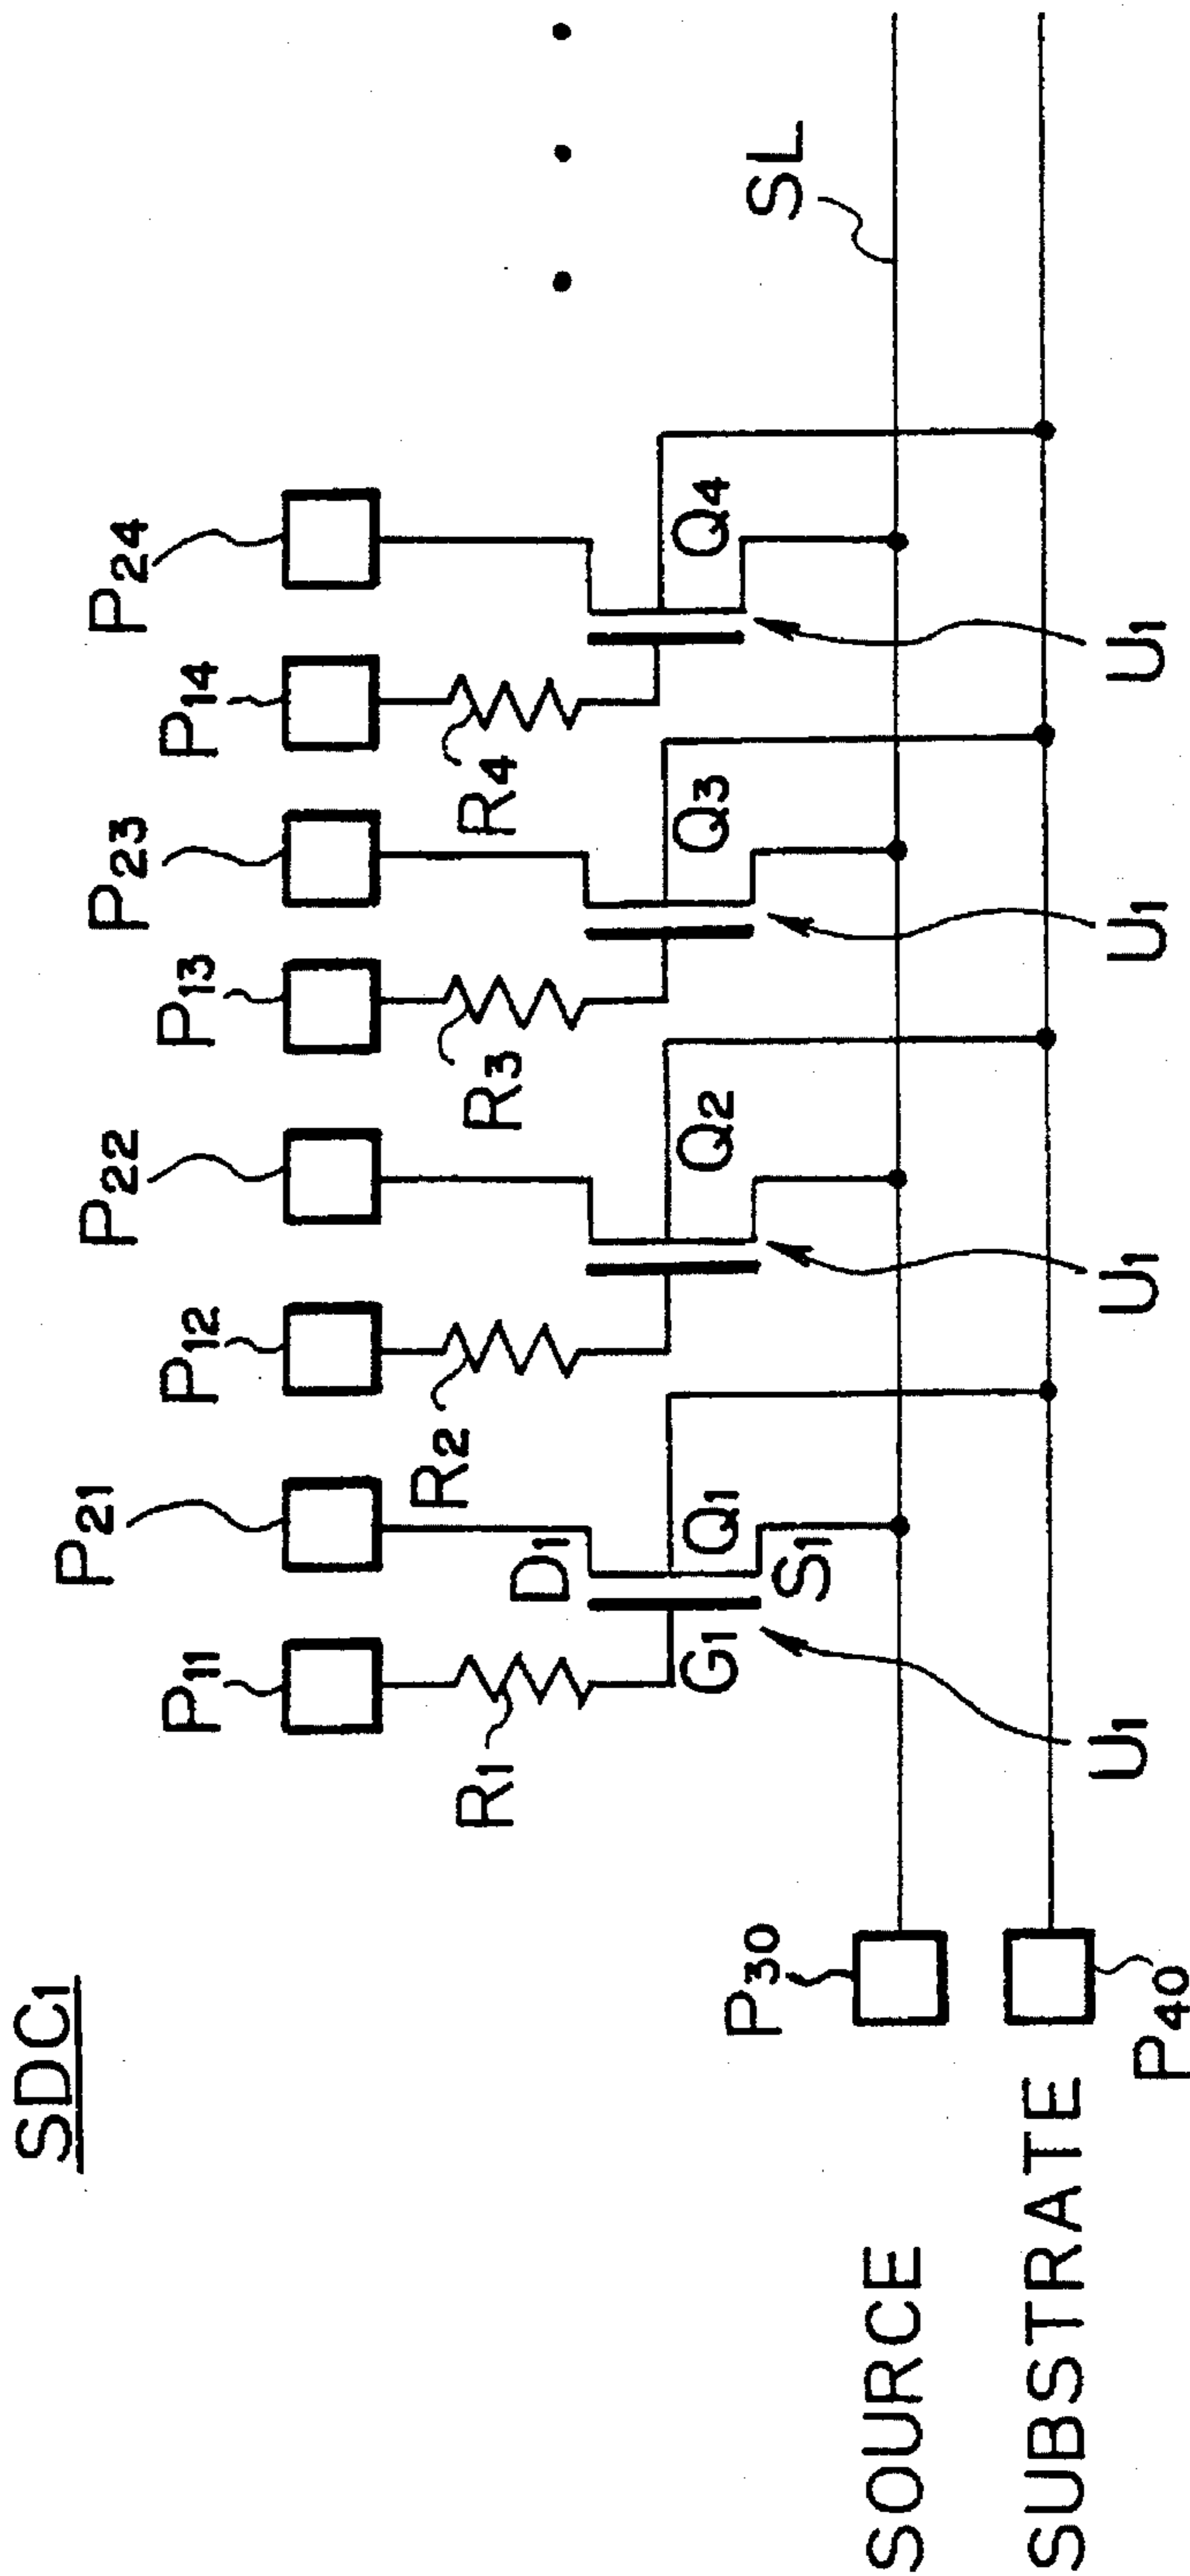 SDC1
P11
P21
P12
P22
P13
P23
P14
P24
R1
R2
R3
R4
D1
G1
Q1
S1
Q2
Q3
Q4
SL
P30
SOURCE
U1
U1
U1
U1
SUBSTRATE
P40